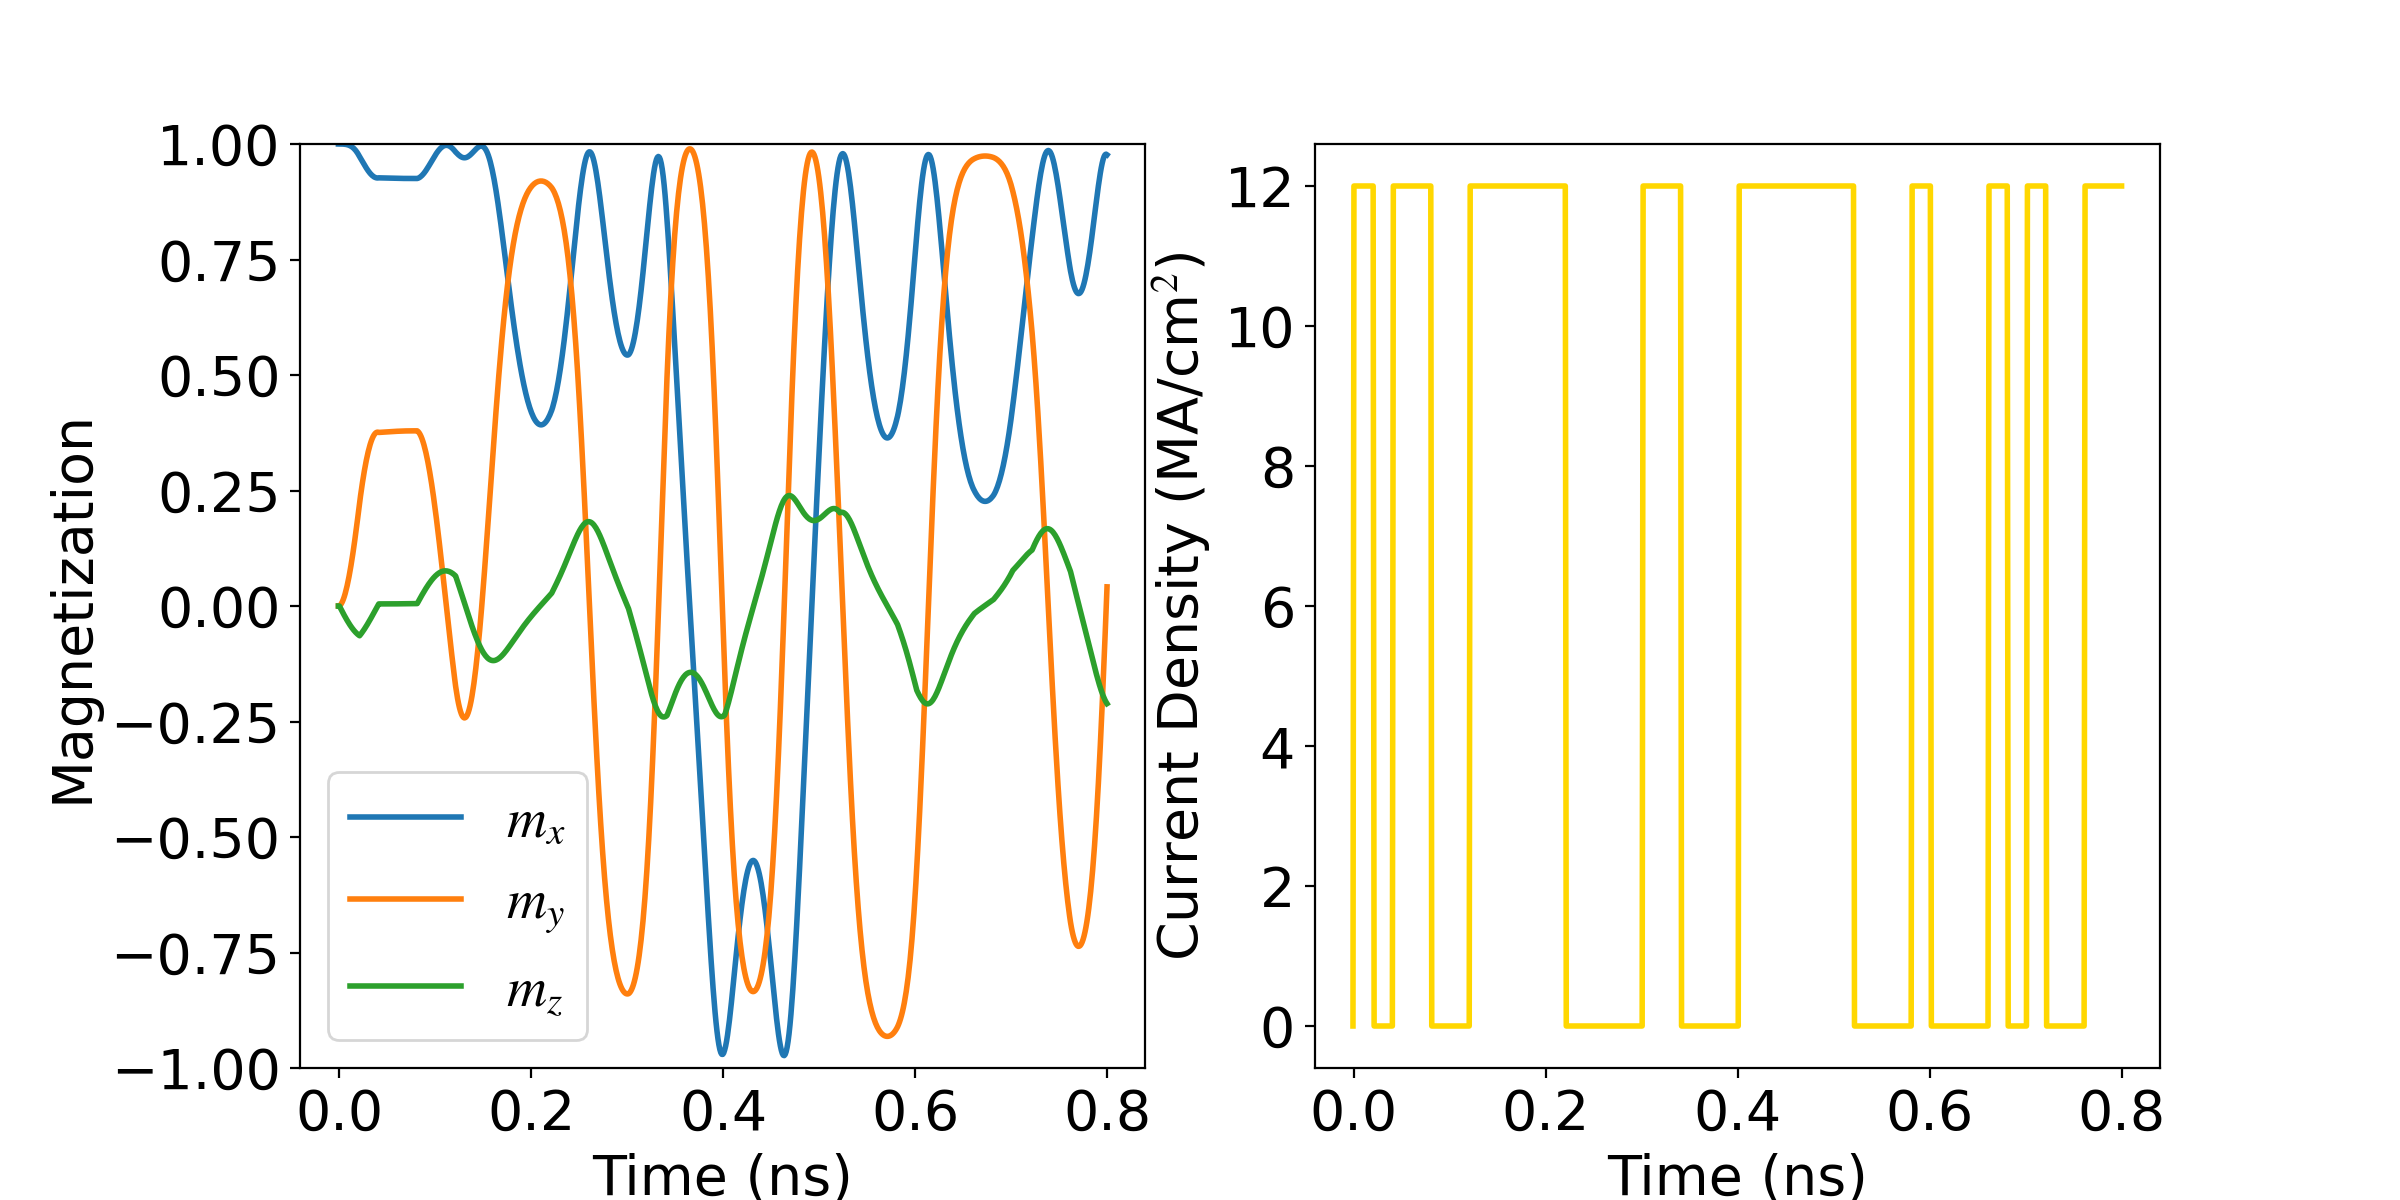 Magnetization
1.00
0.75
0.50
0.25
0.00
−0.25
−0.50
−0.75
−1.00
m_x
m_y
m_z
0.0 0.2 0.4 0.6 0.8
Time (ns)
Current Density (MA/cm²)
12
10
8
6
4
2
0
0.0 0.2 0.4 0.6 0.8
Time (ns)